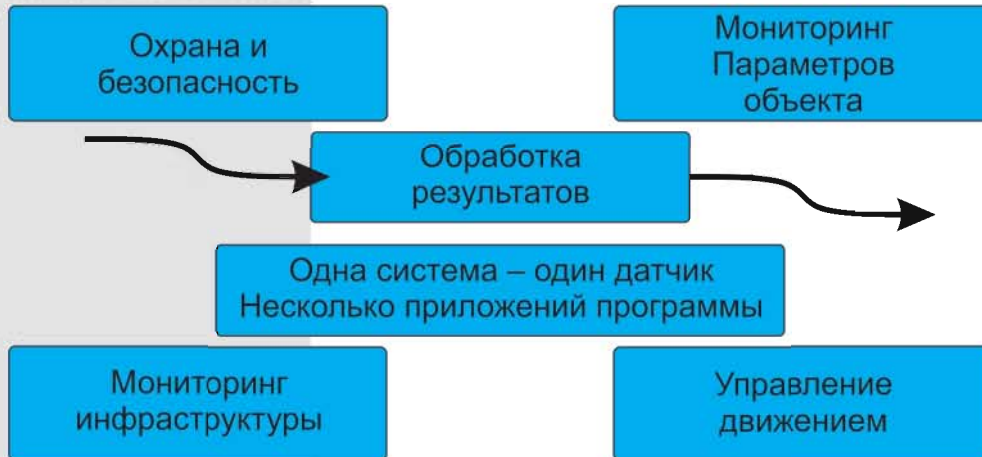 Охрана и
безопасность
Мониторинг
Параметров
объекта
Обработка
результатов
Одна система – один датчик
Несколько приложений программы
Мониторинг
инфраструктуры
Управление
движением